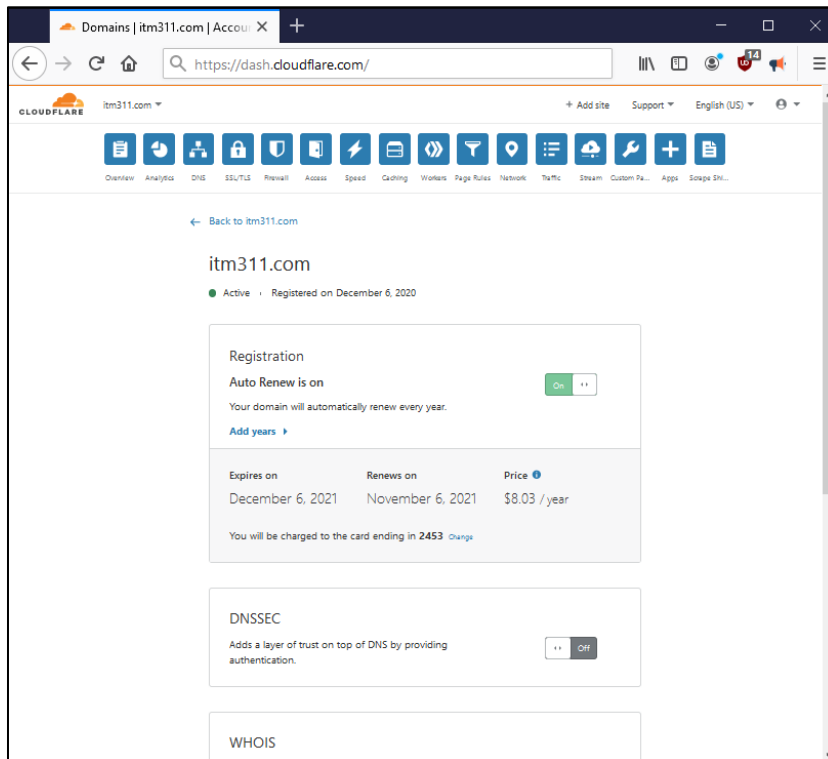 Domains | itm311.com | Accou
https://dash.cloudflare.com/
14
CLOUDFLARE
itm311.com
+ Add site Support English (US)
Overview Analytics DNS SSL/TLS Firewall Access Speed Caching Workers Page Rules Network Traffic Stream Custom Pa... Apps Scrape Shi...
← Back to itm311.com
itm311.com
Active Registered on December 6, 2020
Registration
Auto Renew is on
On
Your domain will automatically renew every year.
Add years
Expires on Renews on Price
December 6, 2021 November 6, 2021 $8.03 / year
You will be charged to the card ending in 2453 Change
DNSSEC
Adds a layer of trust on top of DNS by providing
authentication.
Off
WHOIS